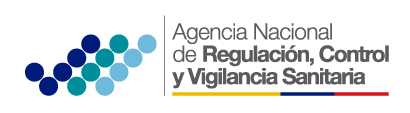 Agencia Nacional
de Regulación, Control
y Vigilancia Sanitaria